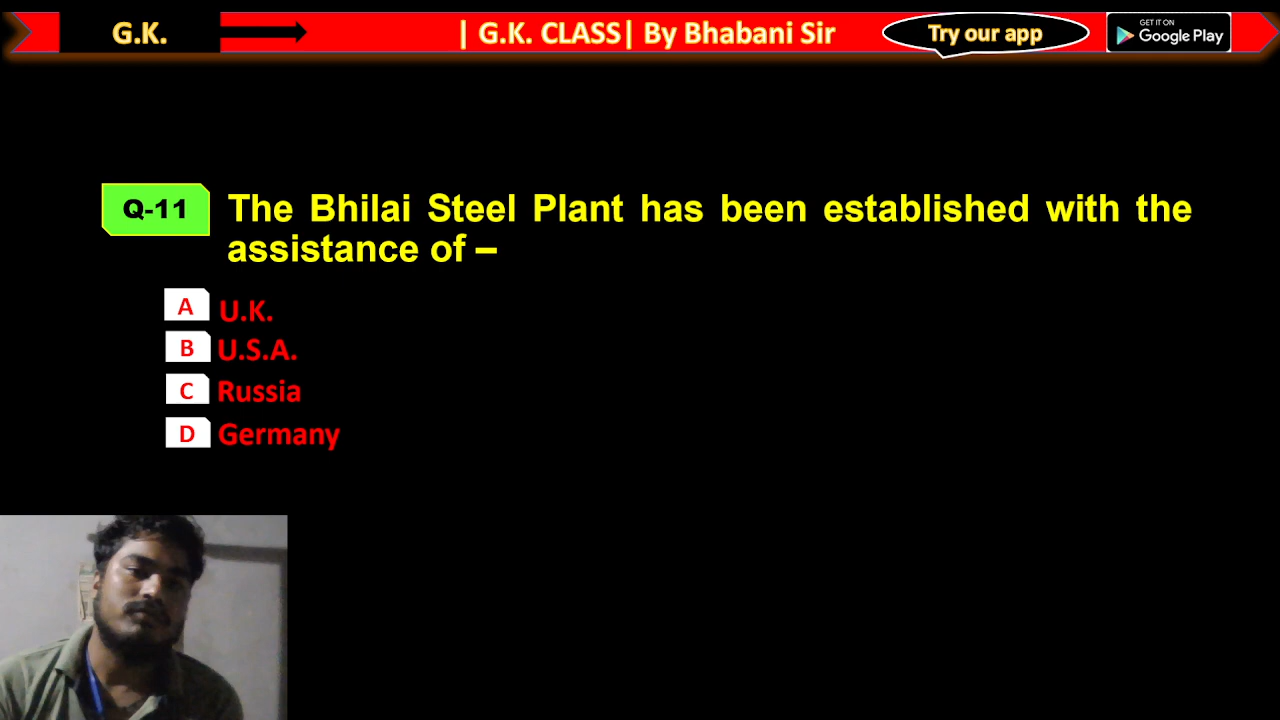 G.K.
| G.K. CLASS| By Bhabani Sir
Try our app
GET IT ON
Google Play
Q-11
The Bhilai Steel Plant has been established with the
assistance of –
A U.K.
B U.S.A.
C Russia
D Germany